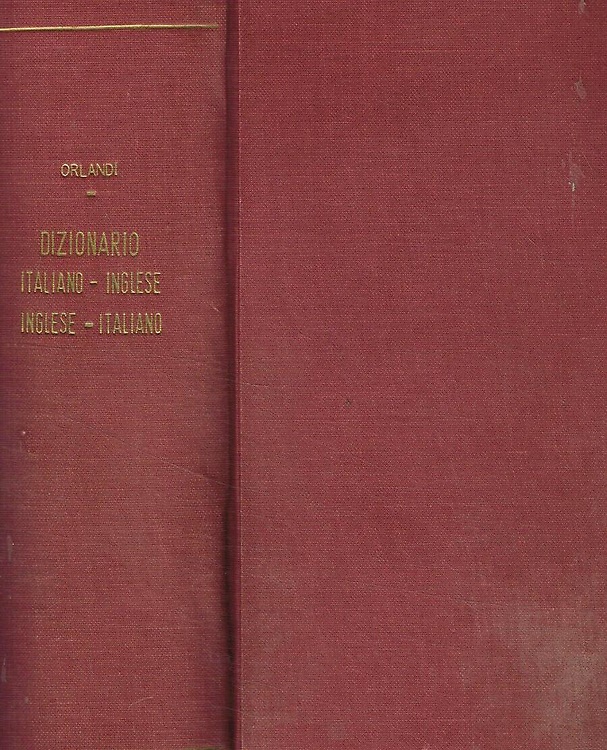 ORLANDI
DIZIONARIO
ITALIANO - INGLESE
INGLESE - ITALIANO